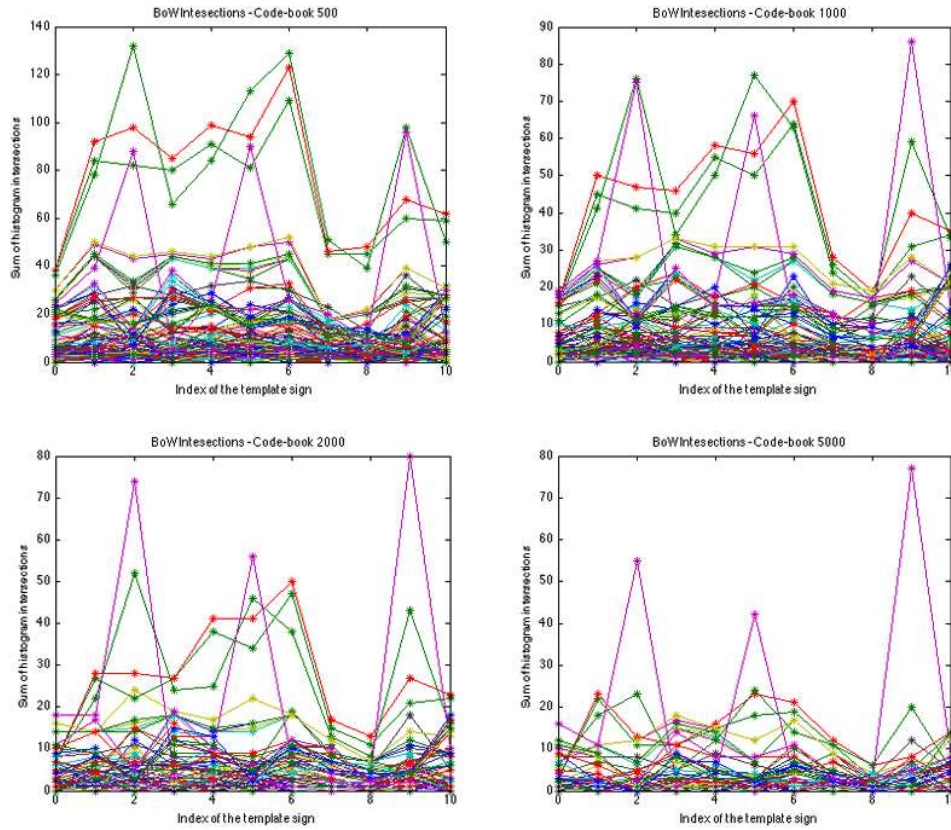 BoWIntesections - Code-book 500
140
120
100
80
60
40
20
0
Sum of histogram intersections
0 2 4 6 8 10
Index of the template sign
BoWIntesections - Code-book 1000
90
80
70
60
50
40
30
20
10
0
Sum of histogram intersections
0 2 4 6 8 1
Index of the template sign
BoWIntesections - Code-book 2000
80
70
60
50
40
30
20
10
0
Sum of histogram intersections
0 2 4 6 8 10
Index of the template sign
BoWIntesections - Code-book 5000
80
70
60
50
40
30
20
10
0
Sum of histogram intersections
0 2 4 6 8 1
Index of the template sign